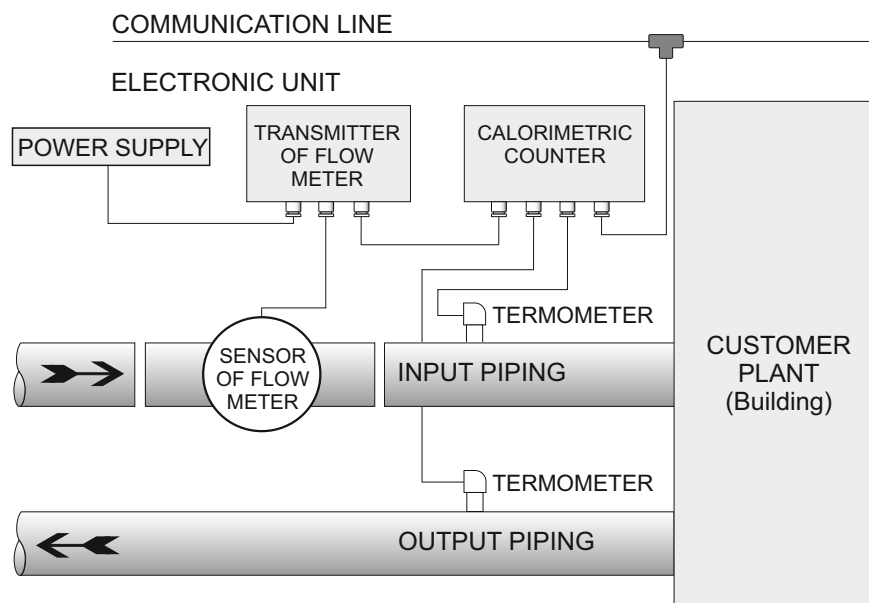 COMMUNICATION LINE
ELECTRONIC UNIT
POWER SUPPLY
TRANSMITTER
OF FLOW
METER
CALORIMETRIC
COUNTER
TERMOMETER
SENSOR
OF FLOW
METER
INPUT PIPING
CUSTOMER
PLANT
(Building)
TERMOMETER
OUTPUT PIPING